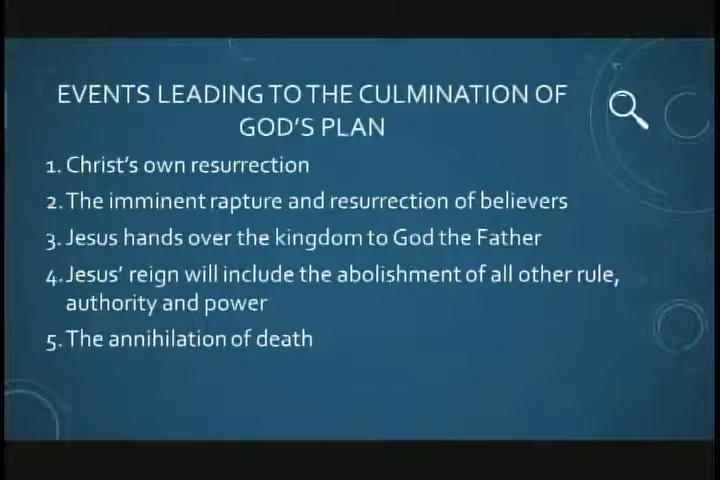 EVENTS LEADING TO THE CULMINATION OF
GOD'S PLAN
1. Christ's own resurrection
2. The imminent rapture and resurrection of believers
3. Jesus hands over the kingdom to God the Father
4. Jesus' reign will include the abolishment of all other rule,
authority and power
5. The annihilation of death